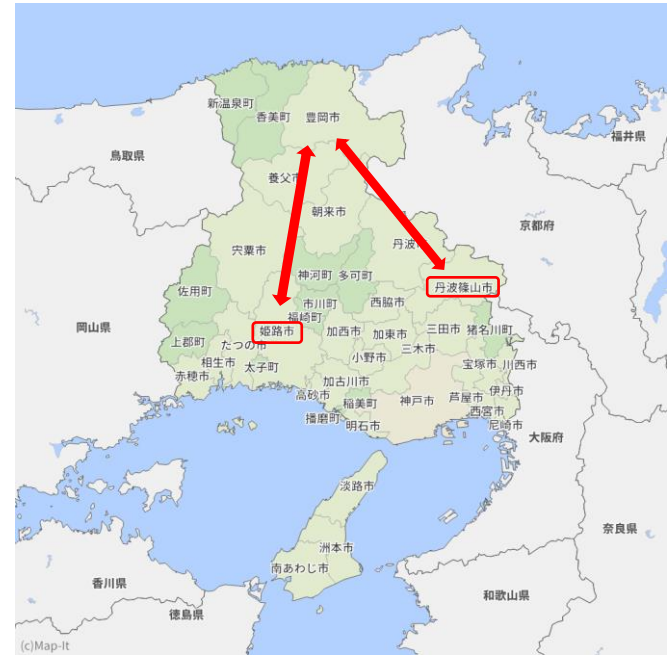 新温泉町
香美町
豊岡市
福井県
鳥取県
養父市
朝来市
京都府
宍粟市
丹波市
神河町
多可町
佐用町
丹波篠山市
市川町
西脇市
福崎町
岡山県
姫路市
加西市
加東市
三田市
猪名川町
上郡町
たつの市
小野市
三木市
相生市
太子町
宝塚市
川西市
赤穂市
加古川市
高砂市
稲美町
神戸市
芦屋市
伊丹市
西宮市
播磨町
明石市
尼崎市
大阪府
淡路市
奈良県
洲本市
南あわじ市
香川県
和歌山県
徳島県
(c)Map-It